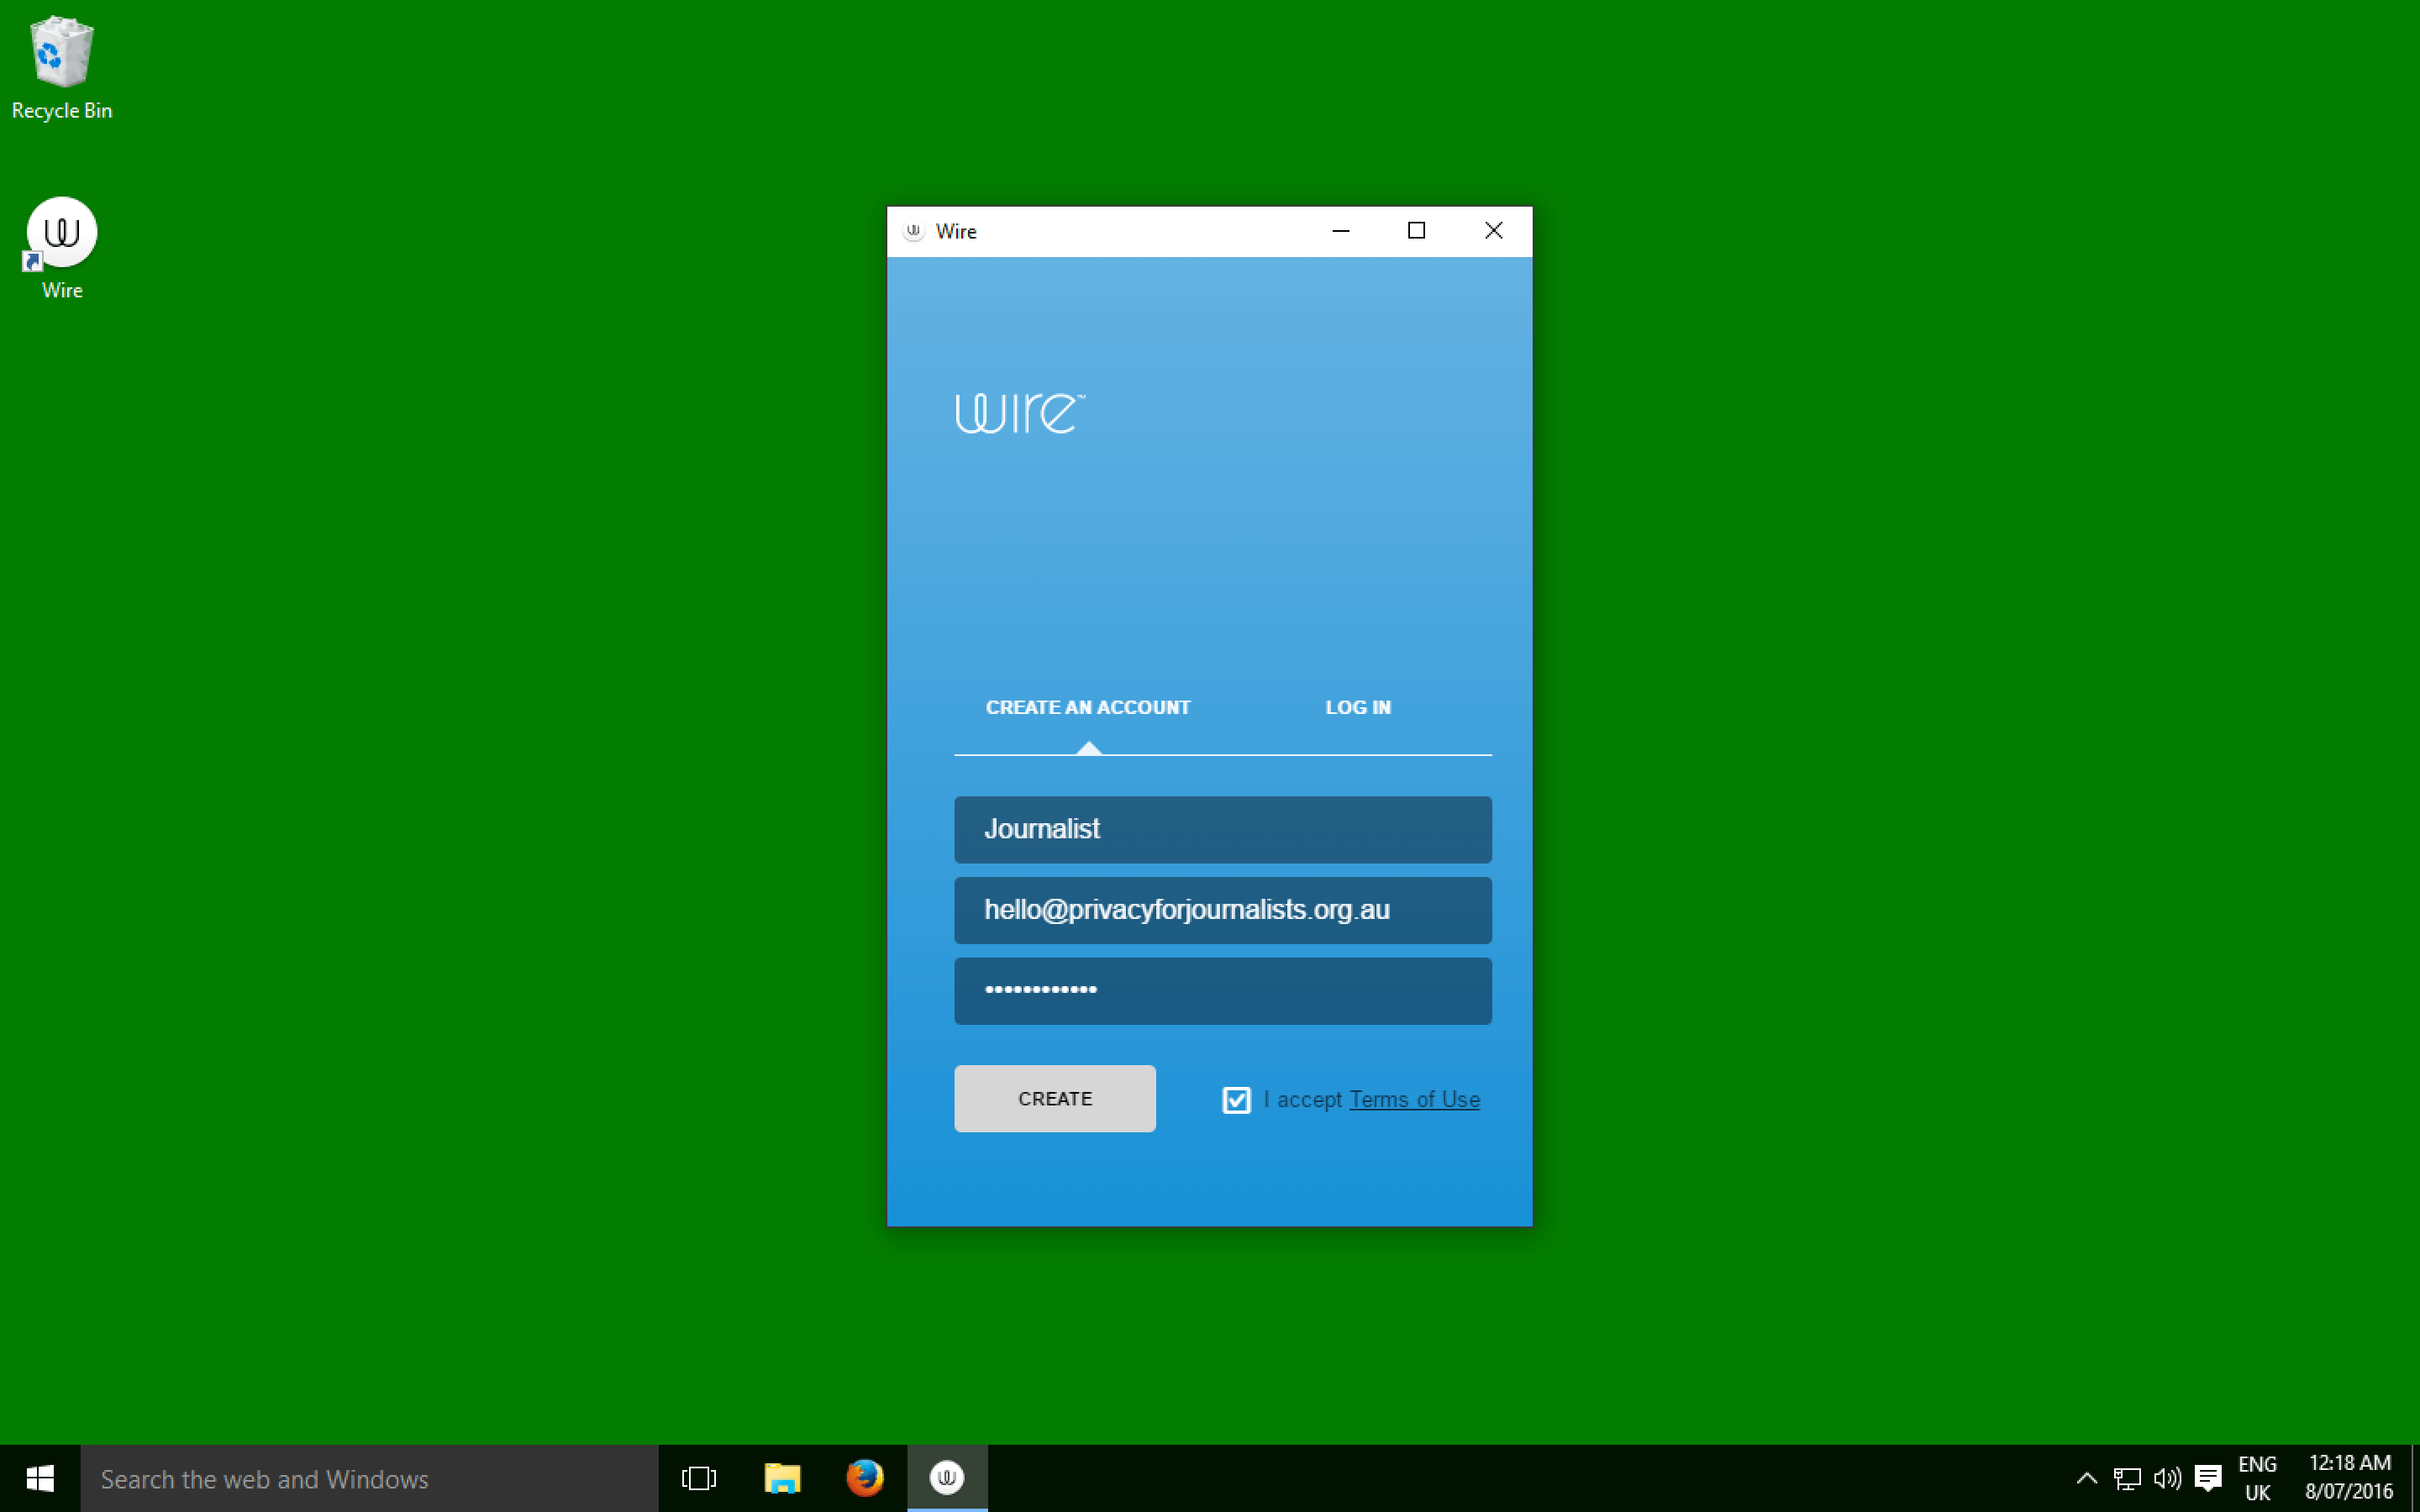 Recycle Bin
Wire
Wire
wire™
CREATE AN ACCOUNT
LOG IN
Journalist
hello@privacyforjournalists.org.au
••••••••••••
CREATE
I accept Terms of Use
Search the web and Windows
ENG
UK
12:18 AM
8/07/2016